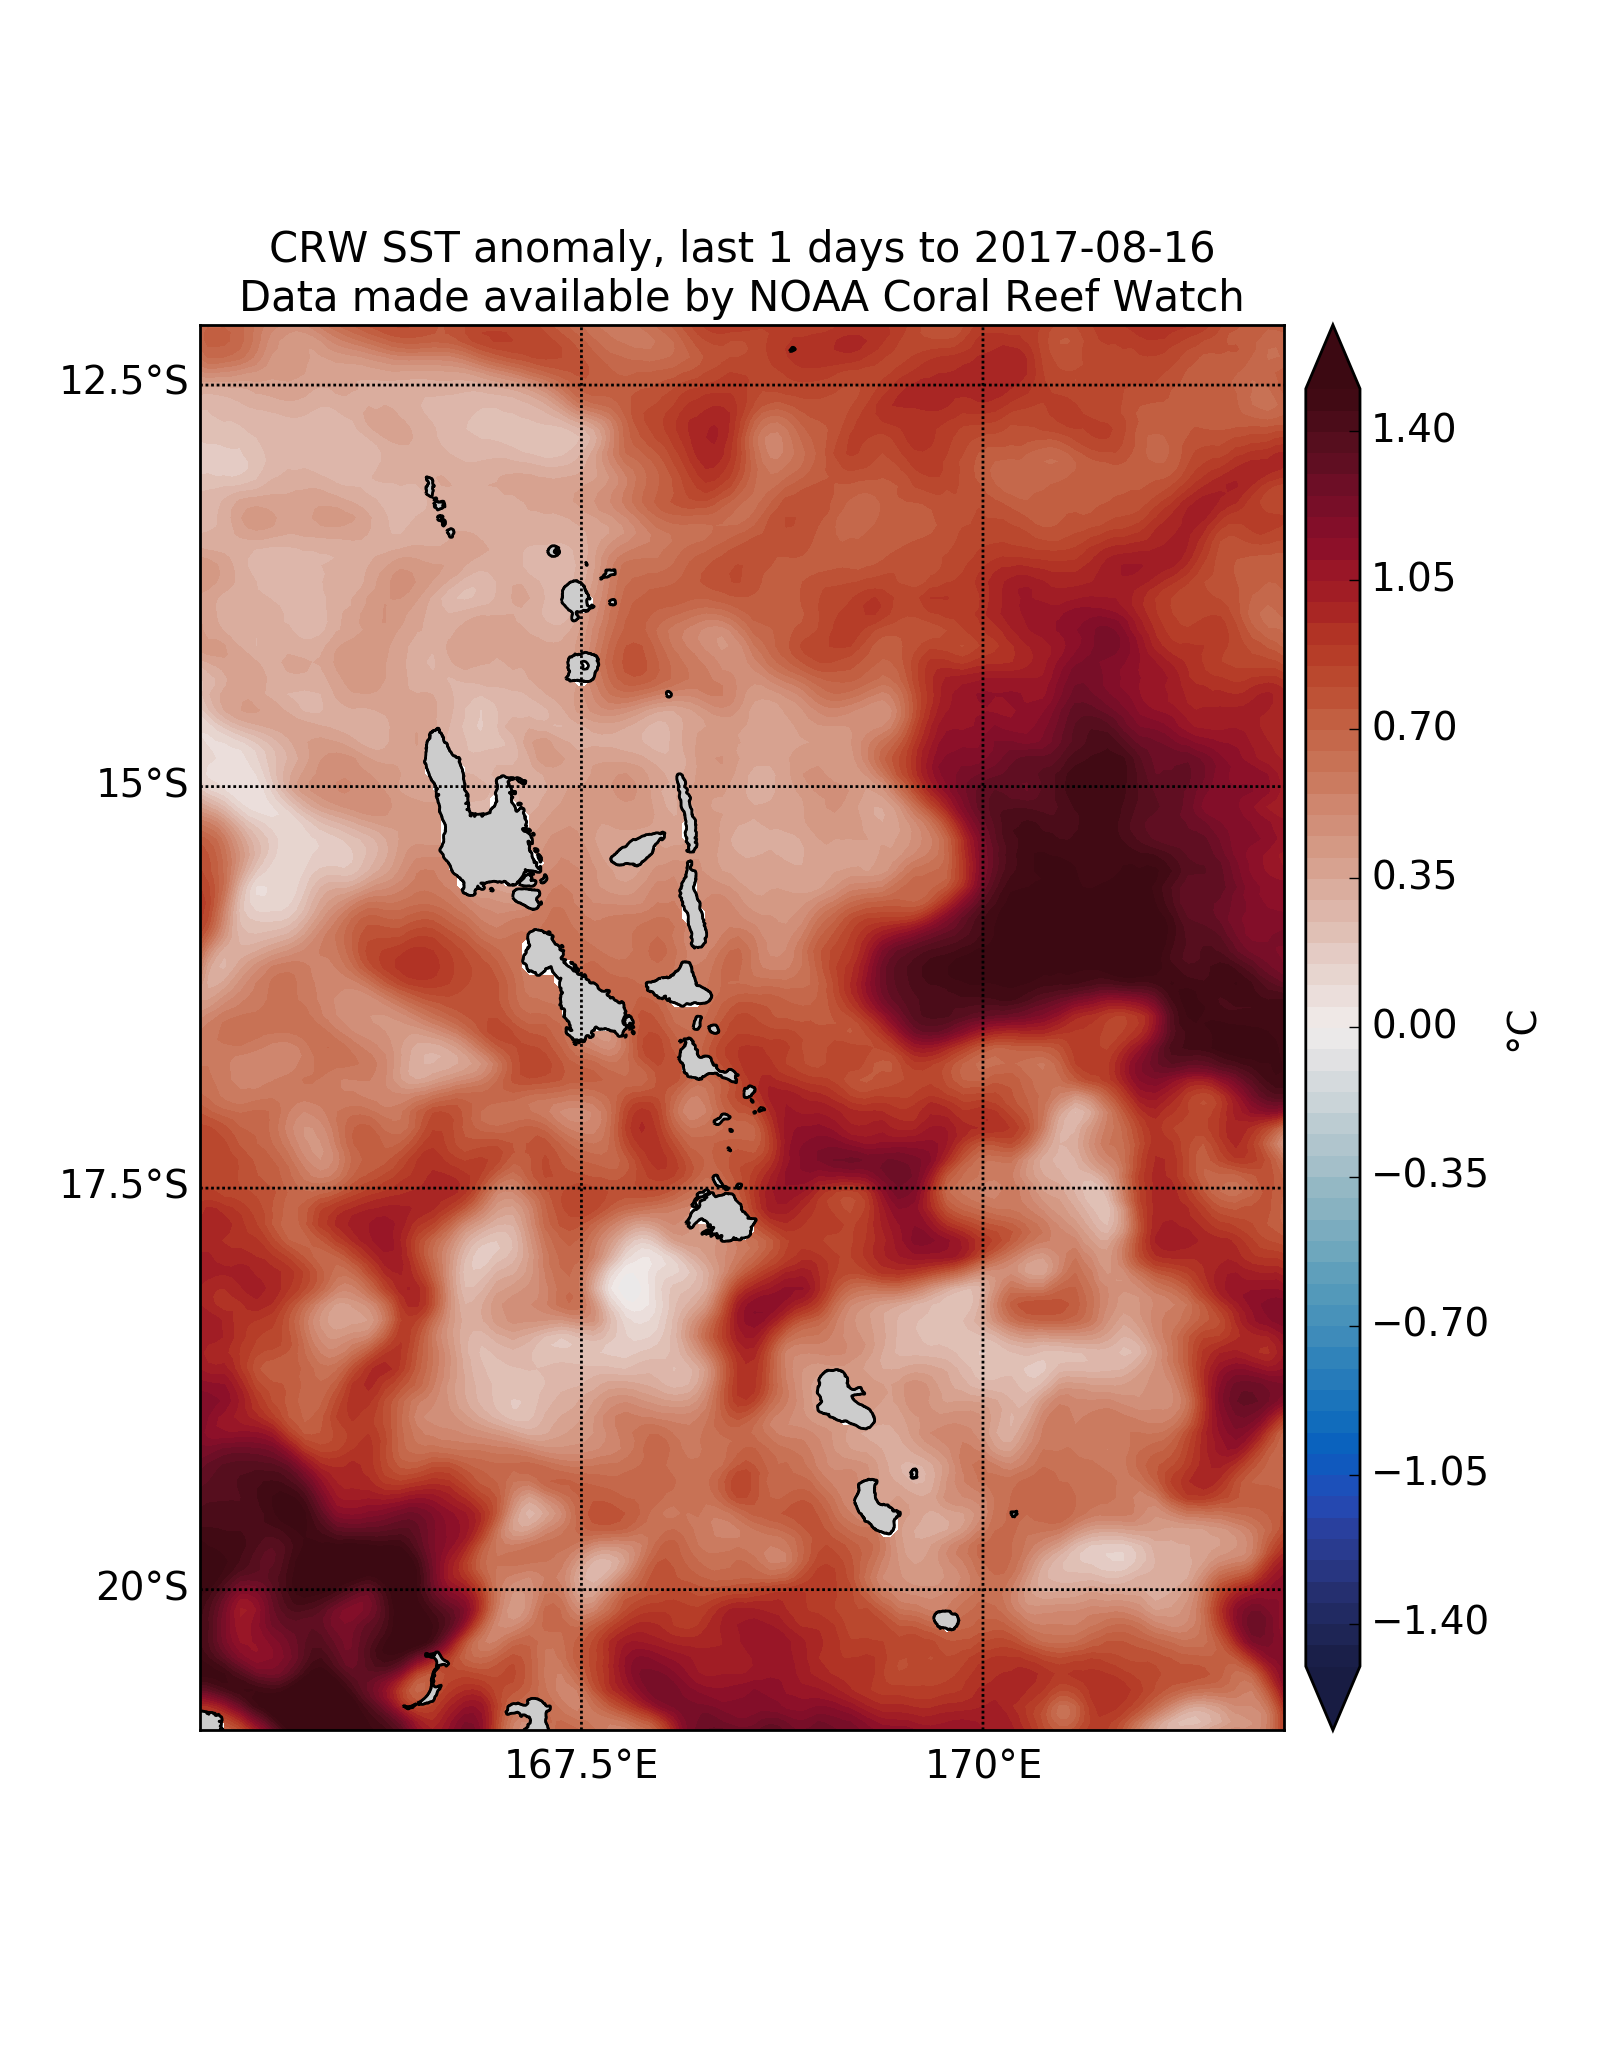 CRW SST anomaly, last 1 days to 2017-08-16
Data made available by NOAA Coral Reef Watch
12.5°S
15°S
17.5°S
20°S
167.5°E
170°E
1.40
1.05
0.70
0.35
0.00
−0.35
−0.70
−1.05
−1.40
°C